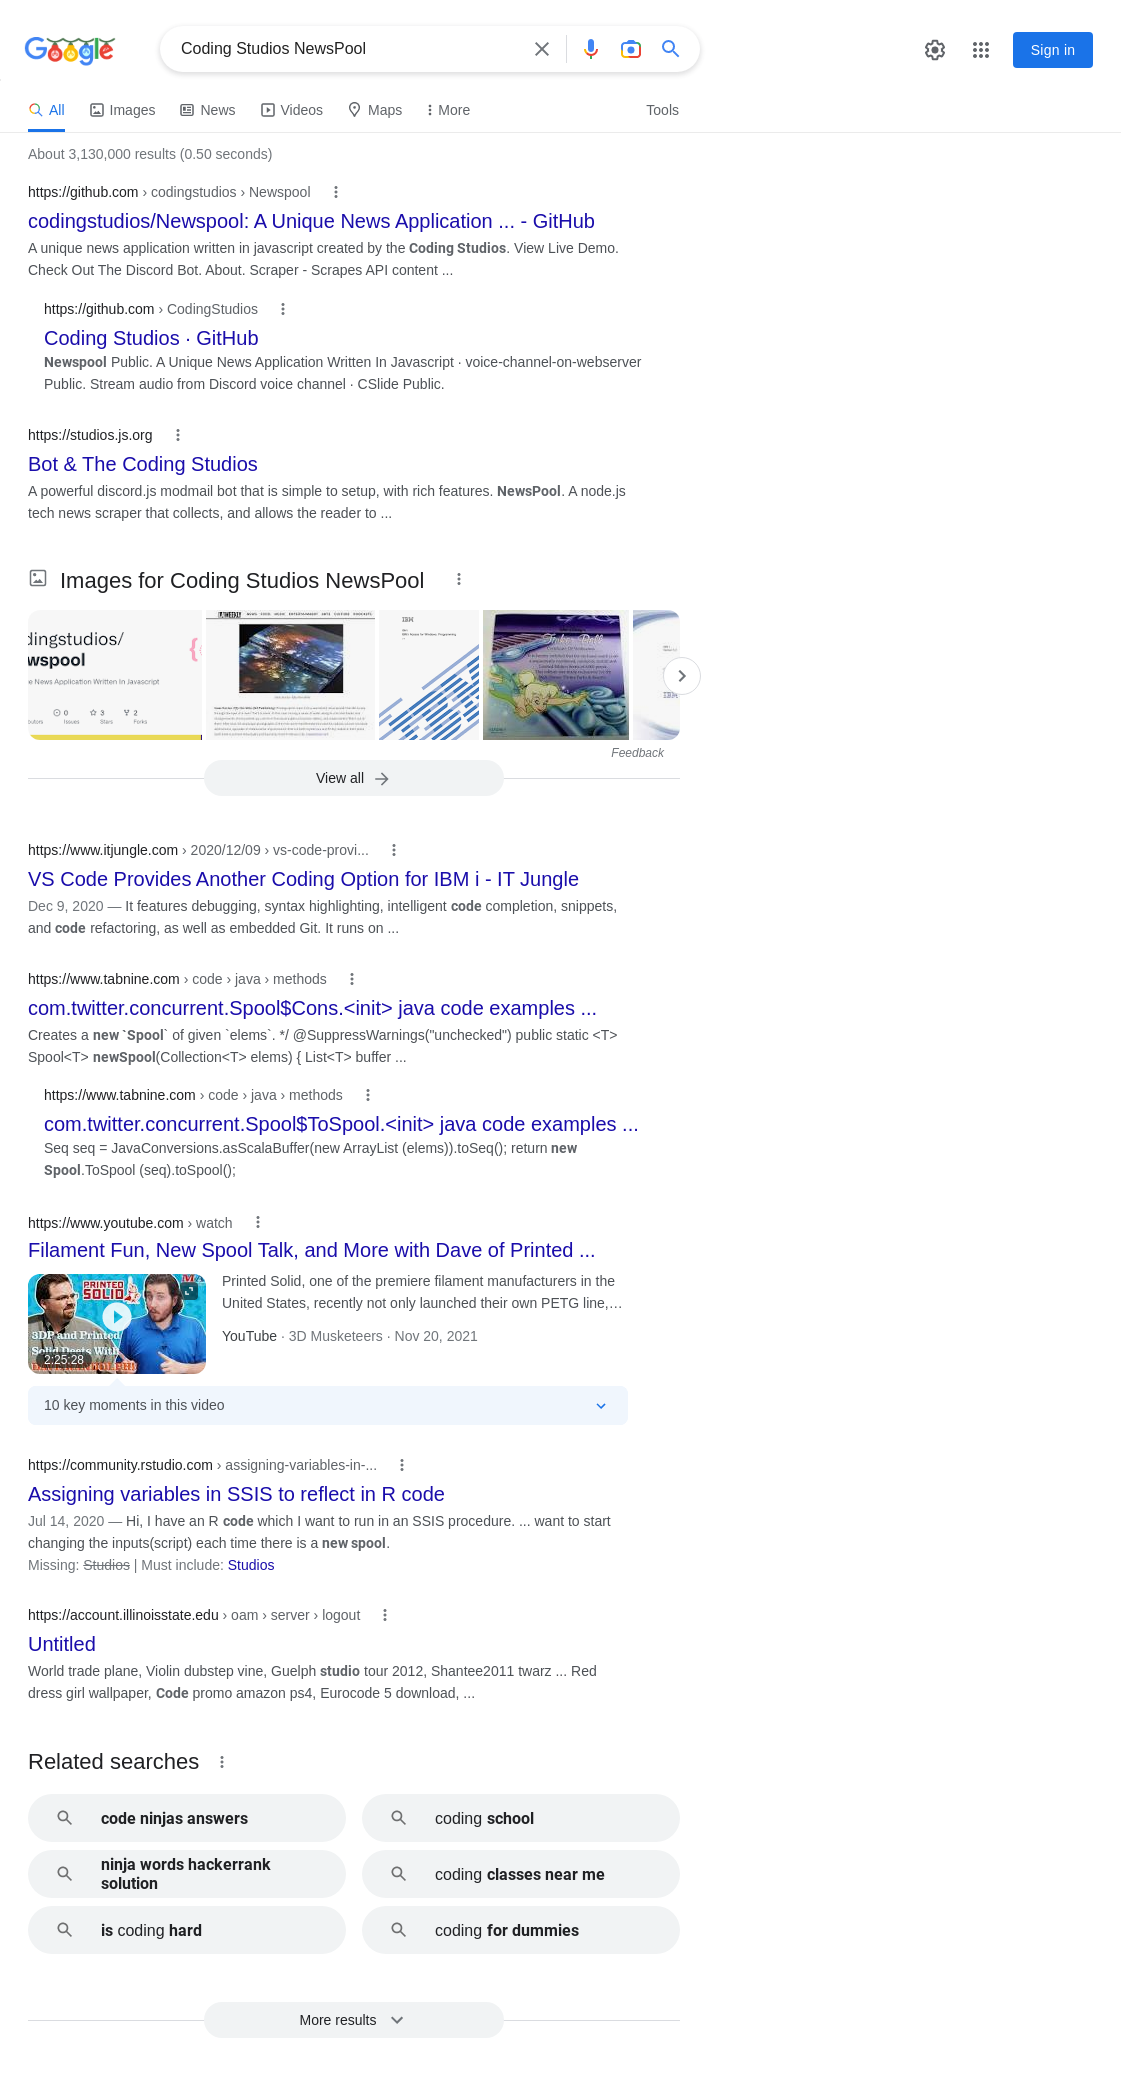 Google
Coding Studios NewsPool
Sign in
All
Images
News
Videos
Maps
More
Tools
About 3,130,000 results (0.50 seconds)
https://github.com › codingstudios › Newspool
codingstudios/Newspool: A Unique News Application ... - GitHub
A unique news application written in javascript created by the Coding Studios. View Live Demo.
Check Out The Discord Bot. About. Scraper - Scrapes API content ...
https://github.com › CodingStudios
Coding Studios · GitHub
Newspool Public. A Unique News Application Written In Javascript · voice-channel-on-webserver
Public. Stream audio from Discord voice channel · CSlide Public.
https://studios.js.org
Bot & The Coding Studios
A powerful discord.js modmail bot that is simple to setup, with rich features. NewsPool. A node.js
tech news scraper that collects, and allows the reader to ...
Images for Coding Studios NewsPool
dingstudios/
wspool
e News Application Written In Javascript
0
3
2
Issues
Stars
Forks
IBM
Tinker Bell
IBM
Feedback
View all
https://www.itjungle.com › 2020/12/09 › vs-code-provi...
VS Code Provides Another Coding Option for IBM i - IT Jungle
Dec 9, 2020 — It features debugging, syntax highlighting, intelligent code completion, snippets,
and code refactoring, as well as embedded Git. It runs on ...
https://www.tabnine.com › code › java › methods
com.twitter.concurrent.Spool$Cons.<init> java code examples ...
Creates a new `Spool` of given `elems`. */ @SuppressWarnings("unchecked") public static <T>
Spool<T> newSpool(Collection<T> elems) { List<T> buffer ...
https://www.tabnine.com › code › java › methods
com.twitter.concurrent.Spool$ToSpool.<init> java code examples ...
Seq seq = JavaConversions.asScalaBuffer(new ArrayList (elems)).toSeq(); return new
Spool.ToSpool (seq).toSpool();
https://www.youtube.com › watch
Filament Fun, New Spool Talk, and More with Dave of Printed ...
PRINTED
SOLID
3DP and Printed
Solid Deets With
2:25:28
Printed Solid, one of the premiere filament manufacturers in the
United States, recently not only launched their own PETG line,…
YouTube · 3D Musketeers · Nov 20, 2021
10 key moments in this video
https://community.rstudio.com › assigning-variables-in-...
Assigning variables in SSIS to reflect in R code
Jul 14, 2020 — Hi, I have an R code which I want to run in an SSIS procedure. ... want to start
changing the inputs(script) each time there is a new spool.
Missing: Studios | Must include: Studios
https://account.illinoisstate.edu › oam › server › logout
Untitled
World trade plane, Violin dubstep vine, Guelph studio tour 2012, Shantee2011 twarz ... Red
dress girl wallpaper, Code promo amazon ps4, Eurocode 5 download, ...
Related searches
code ninjas answers
coding school
ninja words hackerrank
solution
coding classes near me
is coding hard
coding for dummies
More results